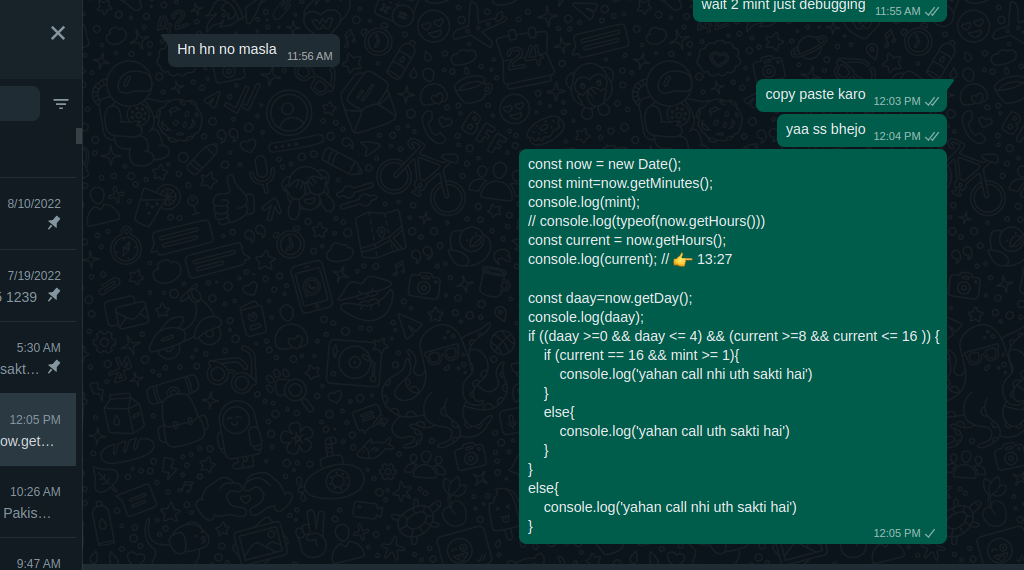 wait 2 mint just debugging
11:55 AM
Hn hn no masla
11:56 AM
copy paste karo
12:03 PM
yaa ss bhejo
12:04 PM
const now = new Date();
const mint=now.getMinutes();
console.log(mint);
// console.log(typeof(now.getHours()))
const current = now.getHours();
console.log(current); // 👉 13:27
const daay=now.getDay();
console.log(daay);
if ((daay >=0 && daay <= 4) && (current >=8 && current <= 16 )) {
if (current == 16 && mint >= 1){
console.log('yahan call nhi uth sakti hai')
}
else{
console.log('yahan call uth sakti hai')
}
}
else{
console.log('yahan call nhi uth sakti hai')
}
12:05 PM
8/10/2022
7/19/2022
1239
5:30 AM
sakt...
12:05 PM
ow.get...
10:26 AM
Pakis...
9:47 AM